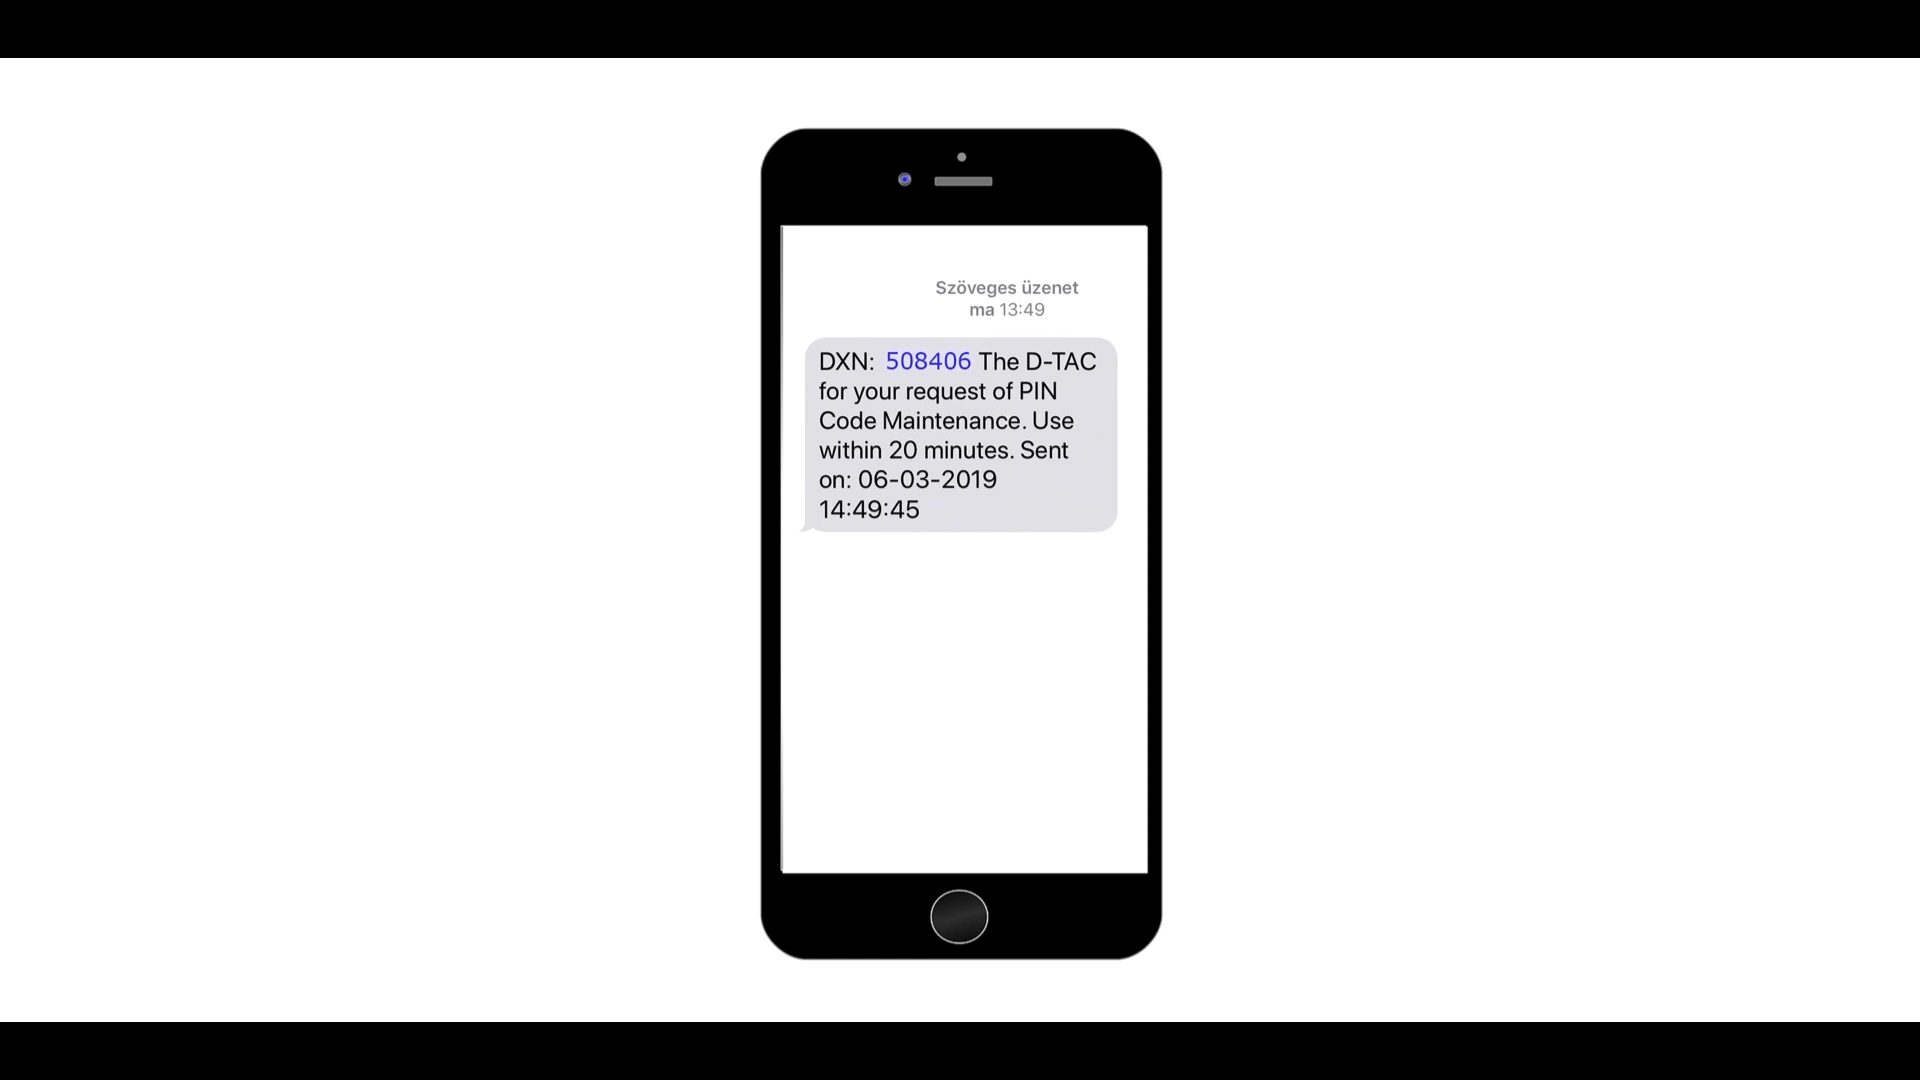 Szöveges üzenet
ma 13:49
DXN: 508406 The D-TAC
for your request of PIN
Code Maintenance. Use
within 20 minutes. Sent
on: 06-03-2019
14:49:45